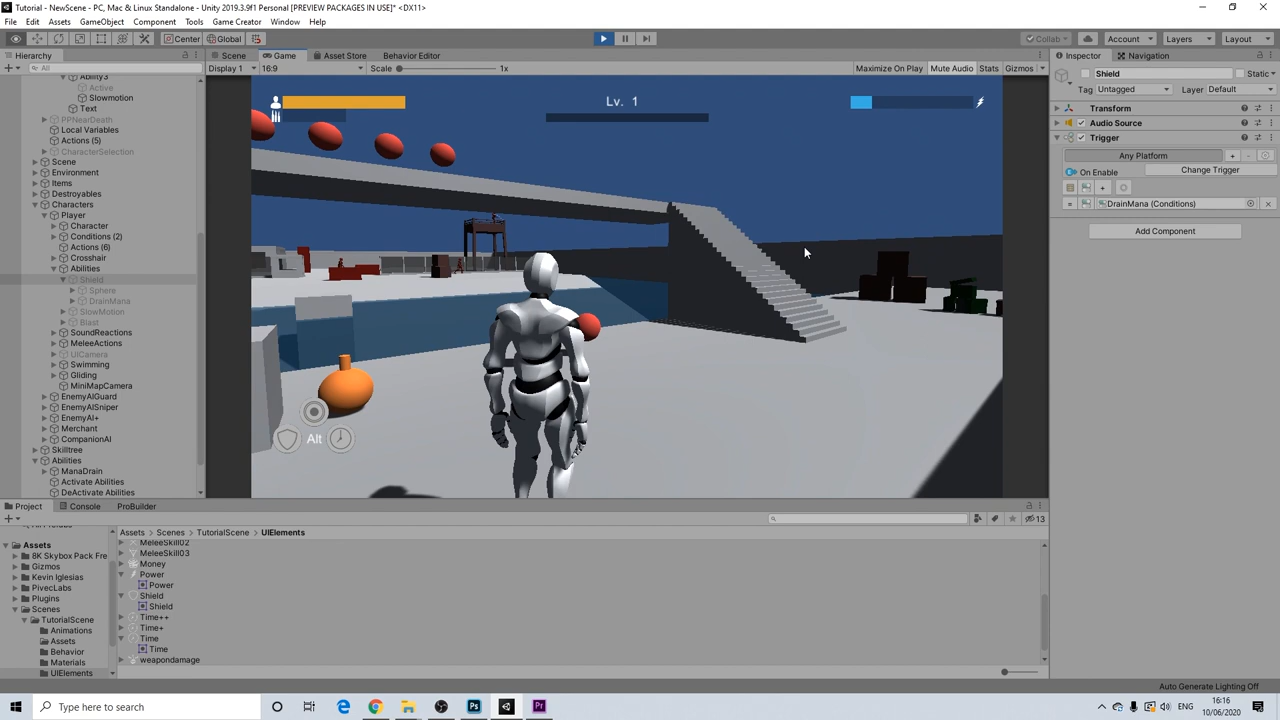 Tutorial - NewScene - PC, Mac & Linux Standalone - Unity 2019.3.9f1 Personal [PREVIEW PACKAGES IN USE]* <DX11>
File Edit Assets GameObject Component Tools Game Creator Window Help
Center Global Collab Account Layers Layout
Hierarchy Scene Game Asset Store Behavior Editor Inspector Navigation
All Display 1 16:9 Scale 1x Maximize On Play Mute Audio Stats Gizmos
Shield Static
Tag Untagged Layer Default
Transform
Audio Source
Trigger
Any Platform
On Enable Change Trigger
DrainMana (Conditions)
Add Component
Ability3
Active
Slowmotion
Text
PPNearDeath
Local Variables
Actions (5)
CharacterSelection
Scene
Environment
Items
Destroyables
Characters
Player
Character
Conditions (2)
Actions (6)
Crosshair
Abilities
Shield
Sphere
DrainMana
SlowMotion
Blast
SoundReactions
MeleeActions
UICamera
Swimming
Gliding
MiniMapCamera
EnemyAIGuard
EnemyAISniper
EnemyAI+
Merchant
CompanionAI
Skilltree
Abilities
ManaDrain
Activate Abilities
DeActivate Abilities
Lv. 1
Alt
Project Console ProBuilder
13
Assets
8K Skybox Pack Fre
Gizmos
Kevin Iglesias
PivecLabs
Plugins
Scenes
TutorialScene
Animations
Assets
Behavior
Materials
UIElements
Assets > Scenes > TutorialScene > UIElements
MeleeSkill02
MeleeSkill03
Money
Power
Power
Shield
Shield
Time++
Time+
Time
Time
weapondamage
Auto Generate Lighting Off
Type here to search
ENG
16:16
10/06/2020